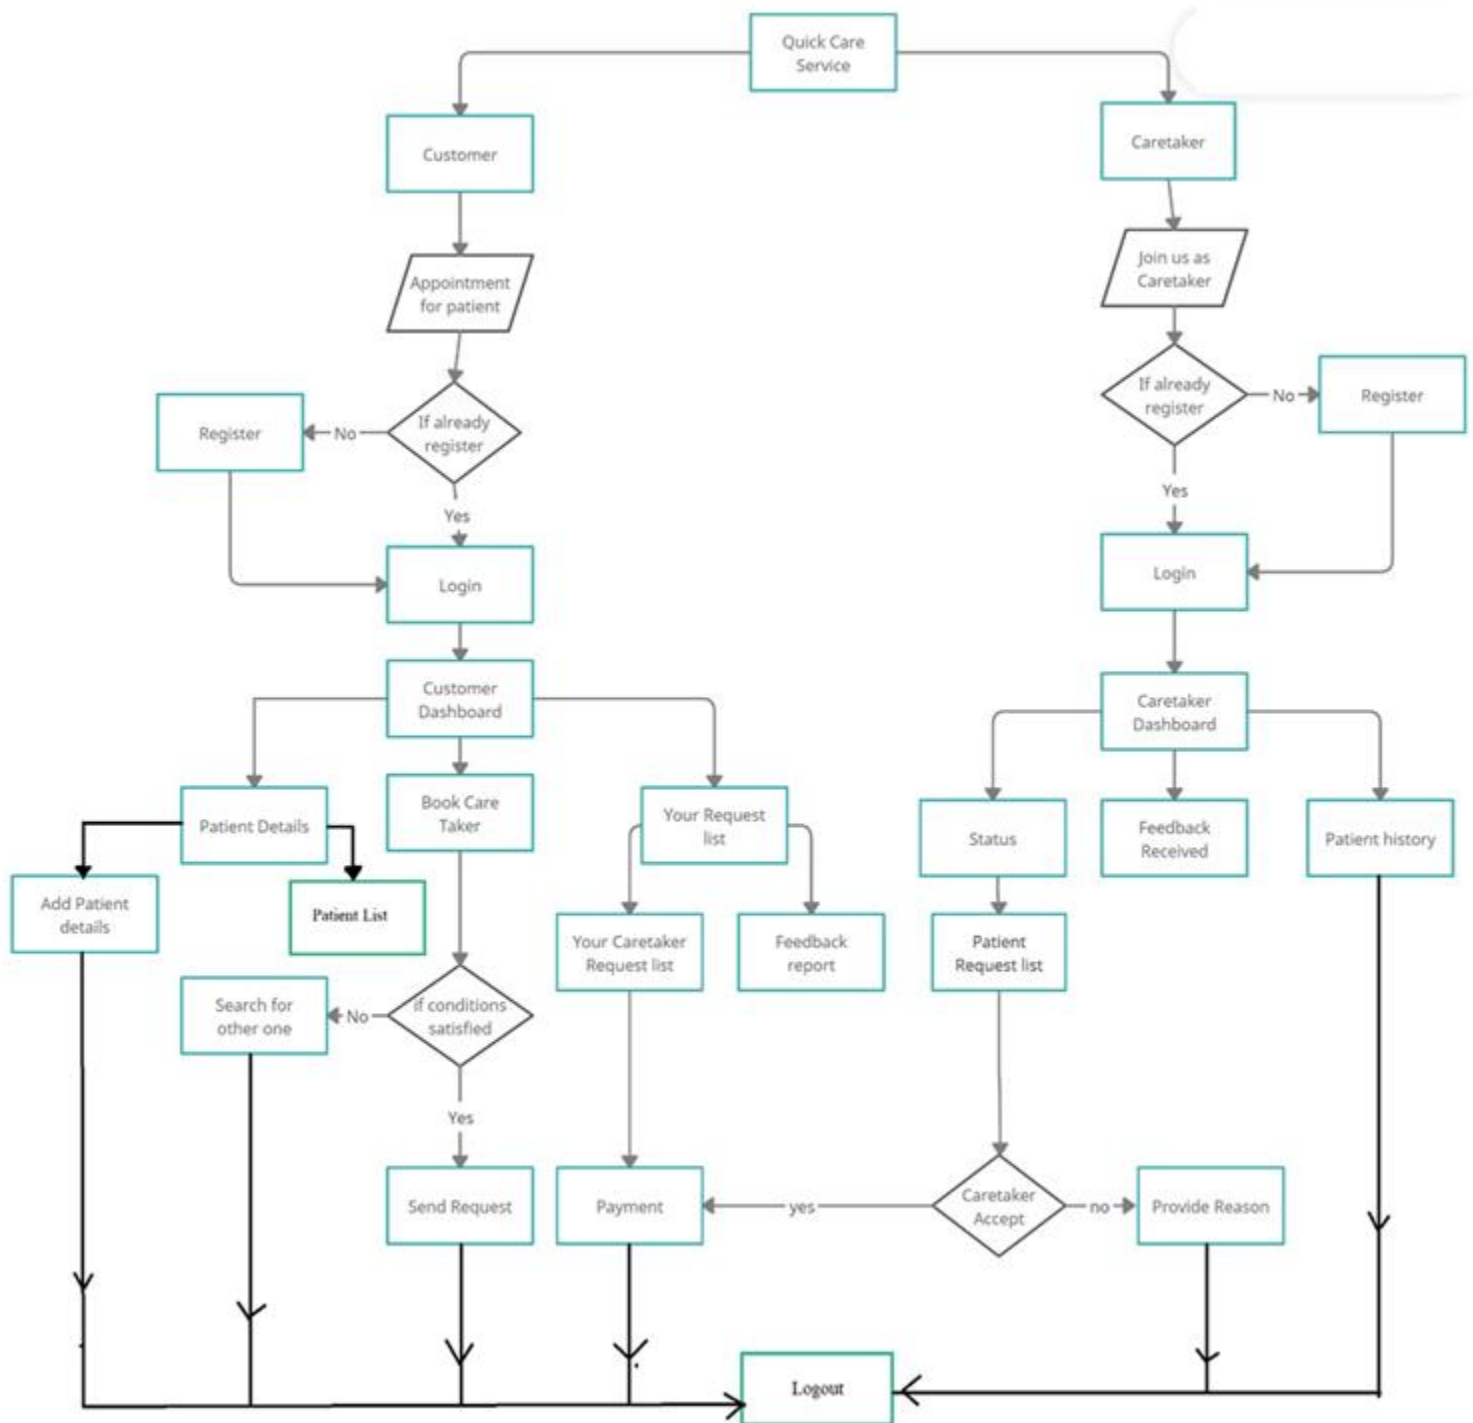 Quick Care
Service
Customer
Caretaker
Appointment
for patient
Join us as
Caretaker
If already
register
No
Register
If already
register
No
Register
Yes
Yes
Login
Login
Customer
Dashboard
Caretaker
Dashboard
Patient Details
Book Care
Taker
Your Request
list
Status
Feedback
Received
Patient history
Add Patient
details
Patient List
Your Caretaker
Request list
Feedback
report
Patient
Request list
Search for
other one
No
if conditions
satisfied
Yes
Send Request
Payment
yes
Caretaker
Accept
no
Provide Reason
Logout